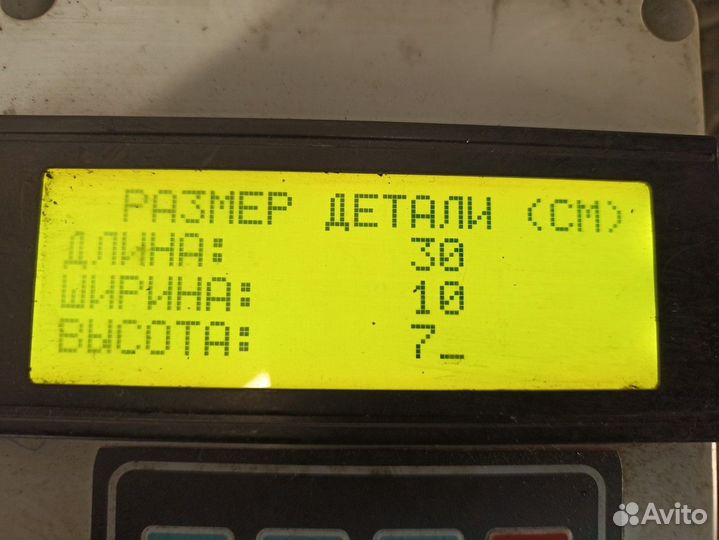 РАЗМЕР ДЕТАЛИ (СМ)
ДЛИНА: 30
ШИРИНА: 10
ВЫСОТА: 7_
Avito